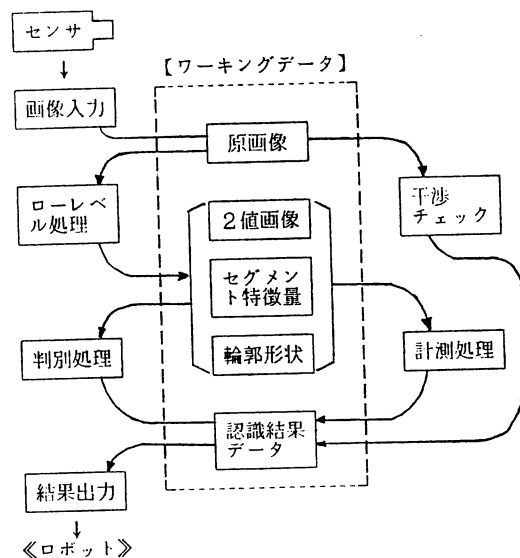 センサ
【ワーキングデータ】
画像入力
原画像
ローレベ
ル処理
干渉
チェック
2値画像
セグメン
ト特徴量
輪郭形状
判別処理
計測処理
認識結果
データ
結果出力
≪ロボット≫